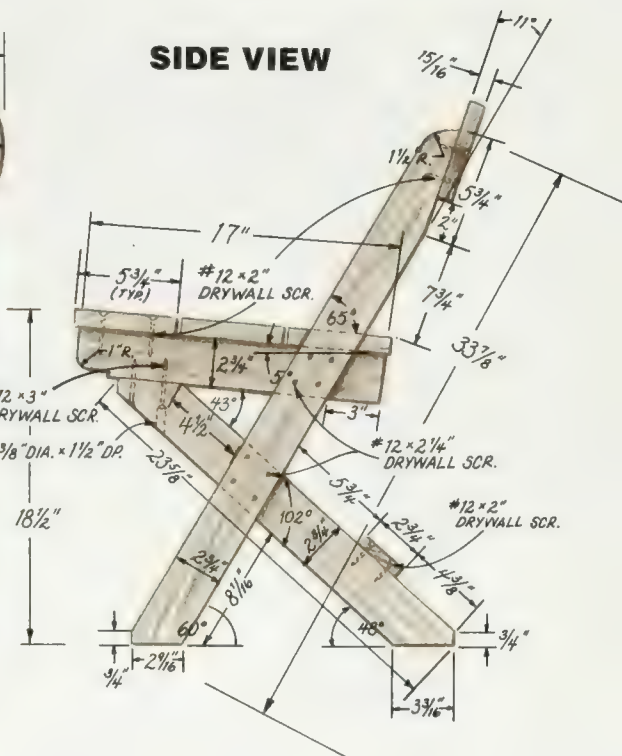 SIDE VIEW
11°
15/16"
1 1/2" R.
5 3/4"
2"
17"
7 3/4"
5 3/4"
(TYP.)
#12 × 2"
DRYWALL SCR.
65°
33 7/8"
1" R.
2 3/4"
5°
12 × 3"
DRYWALL SCR.
43°
4 1/2"
3"
3/8" DIA. × 1 1/2" DP.
#12 × 2 1/4"
DRYWALL SCR.
23 5/8"
5 3/4"
#12 × 2"
DRYWALL SCR.
18 1/2"
102°
2 3/4"
2 3/4"
4 3/8"
2 3/4"
8 1/16"
60°
48°
3/4"
2 9/16"
3/4"
3 3/16"